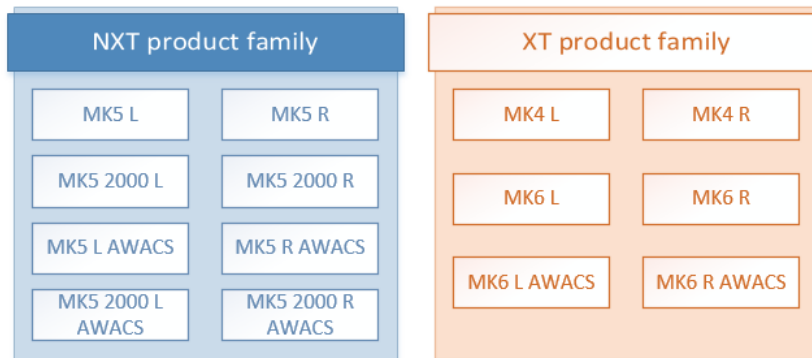 NXT product family
MK5 L
MK5 R
MK5 2000 L
MK5 2000 R
MK5 L AWACS
MK5 R AWACS
MK5 2000 L
AWACS
MK5 2000 R
AWACS
XT product family
MK4 L
MK4 R
MK6 L
MK6 R
MK6 L AWACS
MK6 R AWACS